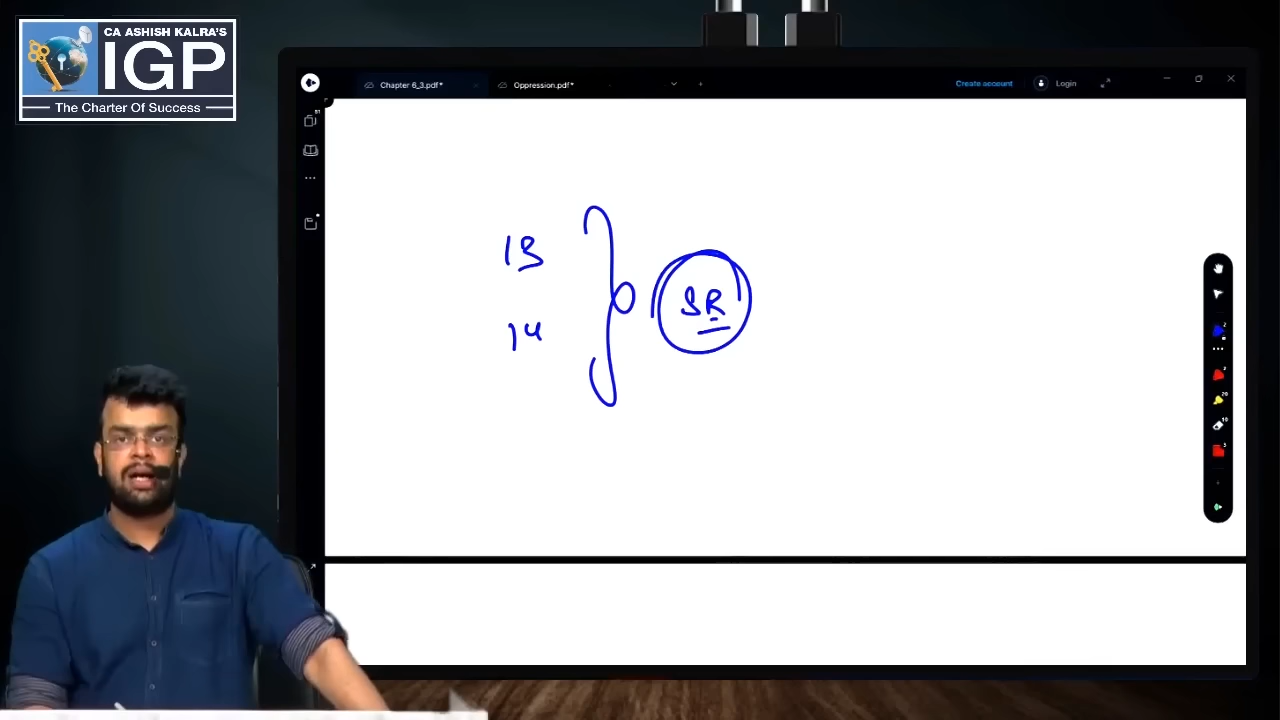 CA ASHISH KALRA'S
IGP
The Charter Of Success
Chapter 6_3.pdf*
Oppression.pdf*
Create account
Login
13
14
SR